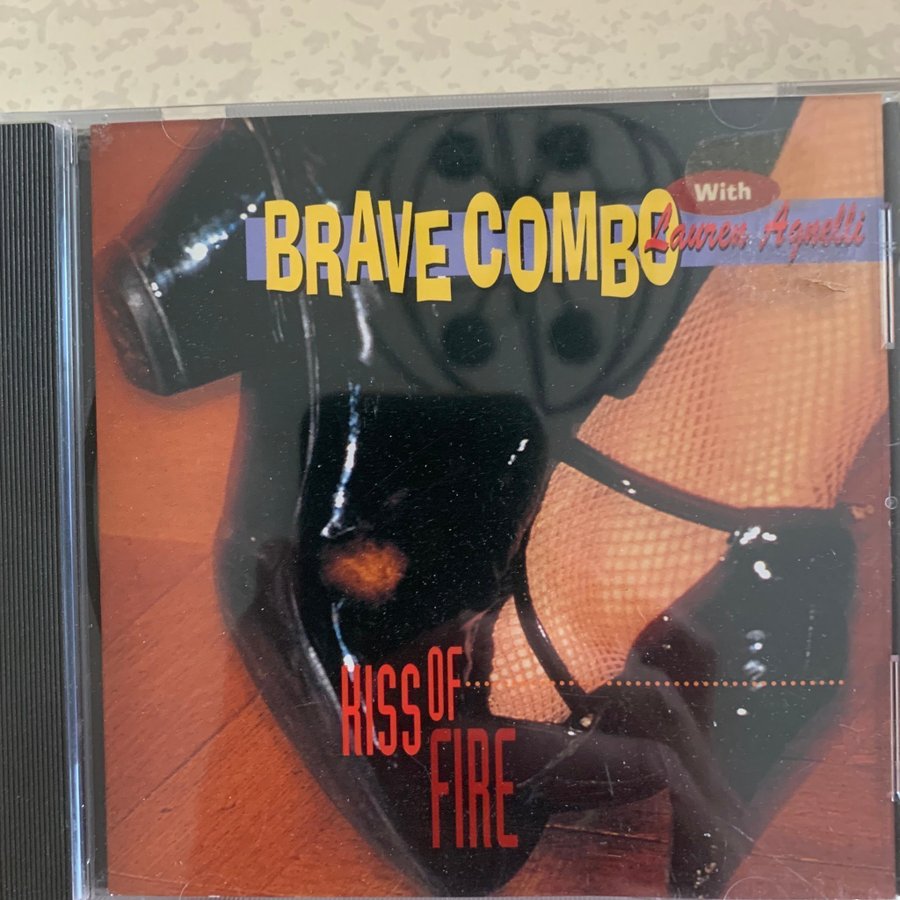 With
BRAVE COMBO Lauren Agnelli
KISS OF
FIRE